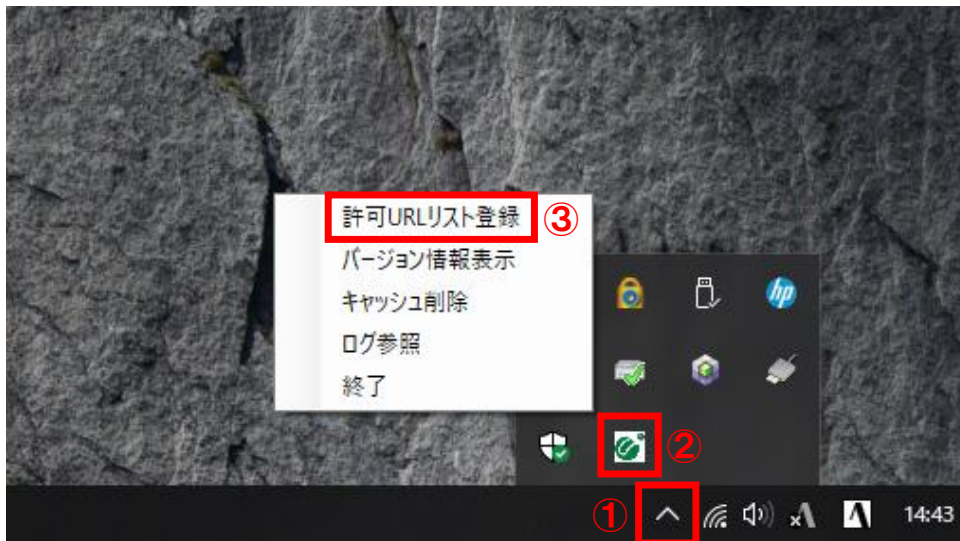 許可URLリスト登録
③
バージョン情報表示
キャッシュ削除
ログ参照
終了
hp
②
①
14:43